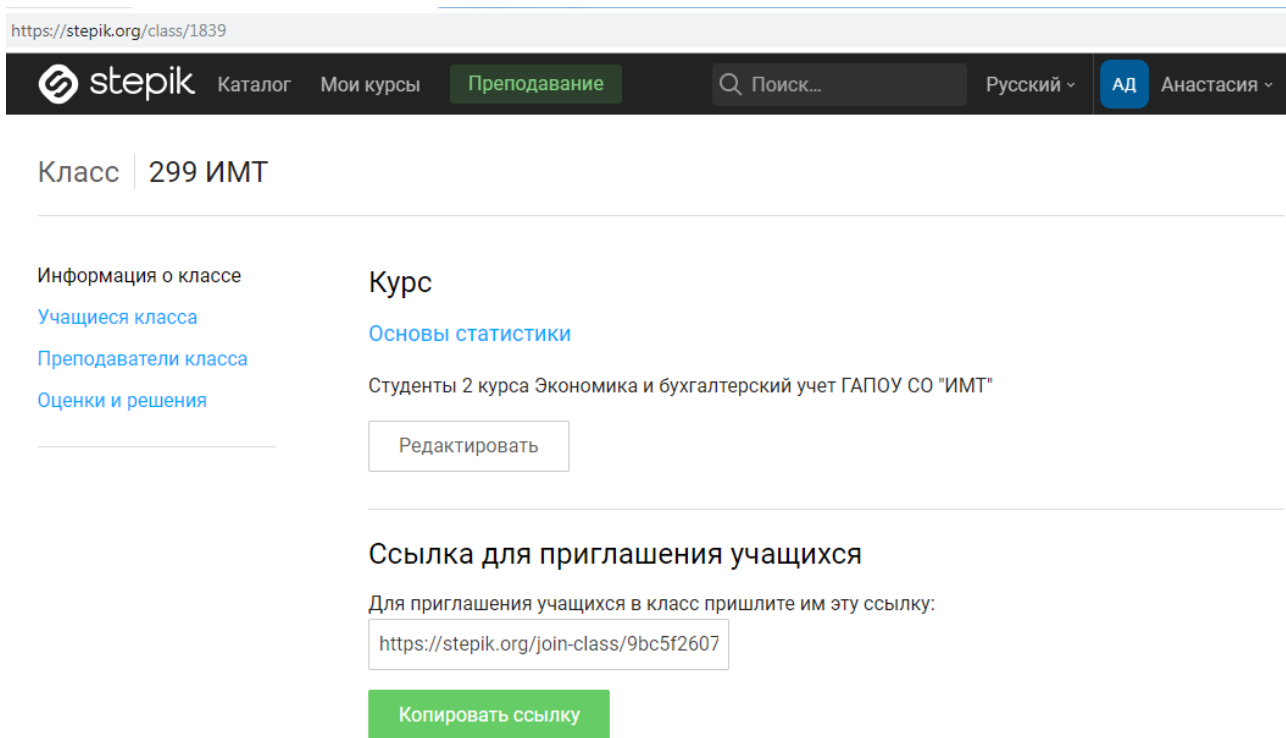 https://stepik.org/class/1839
stepik Каталог Мои курсы Преподавание Поиск... Русский АД Анастасия
Класс 299 ИМТ
Информация о классе
Учащиеся класса
Преподаватели класса
Оценки и решения
Курс
Основы статистики
Студенты 2 курса Экономика и бухгалтерский учет ГАПОУ СО "ИМТ"
Редактировать
Ссылка для приглашения учащихся
Для приглашения учащихся в класс пришлите им эту ссылку:
https://stepik.org/join-class/9bc5f2607
Копировать ссылку